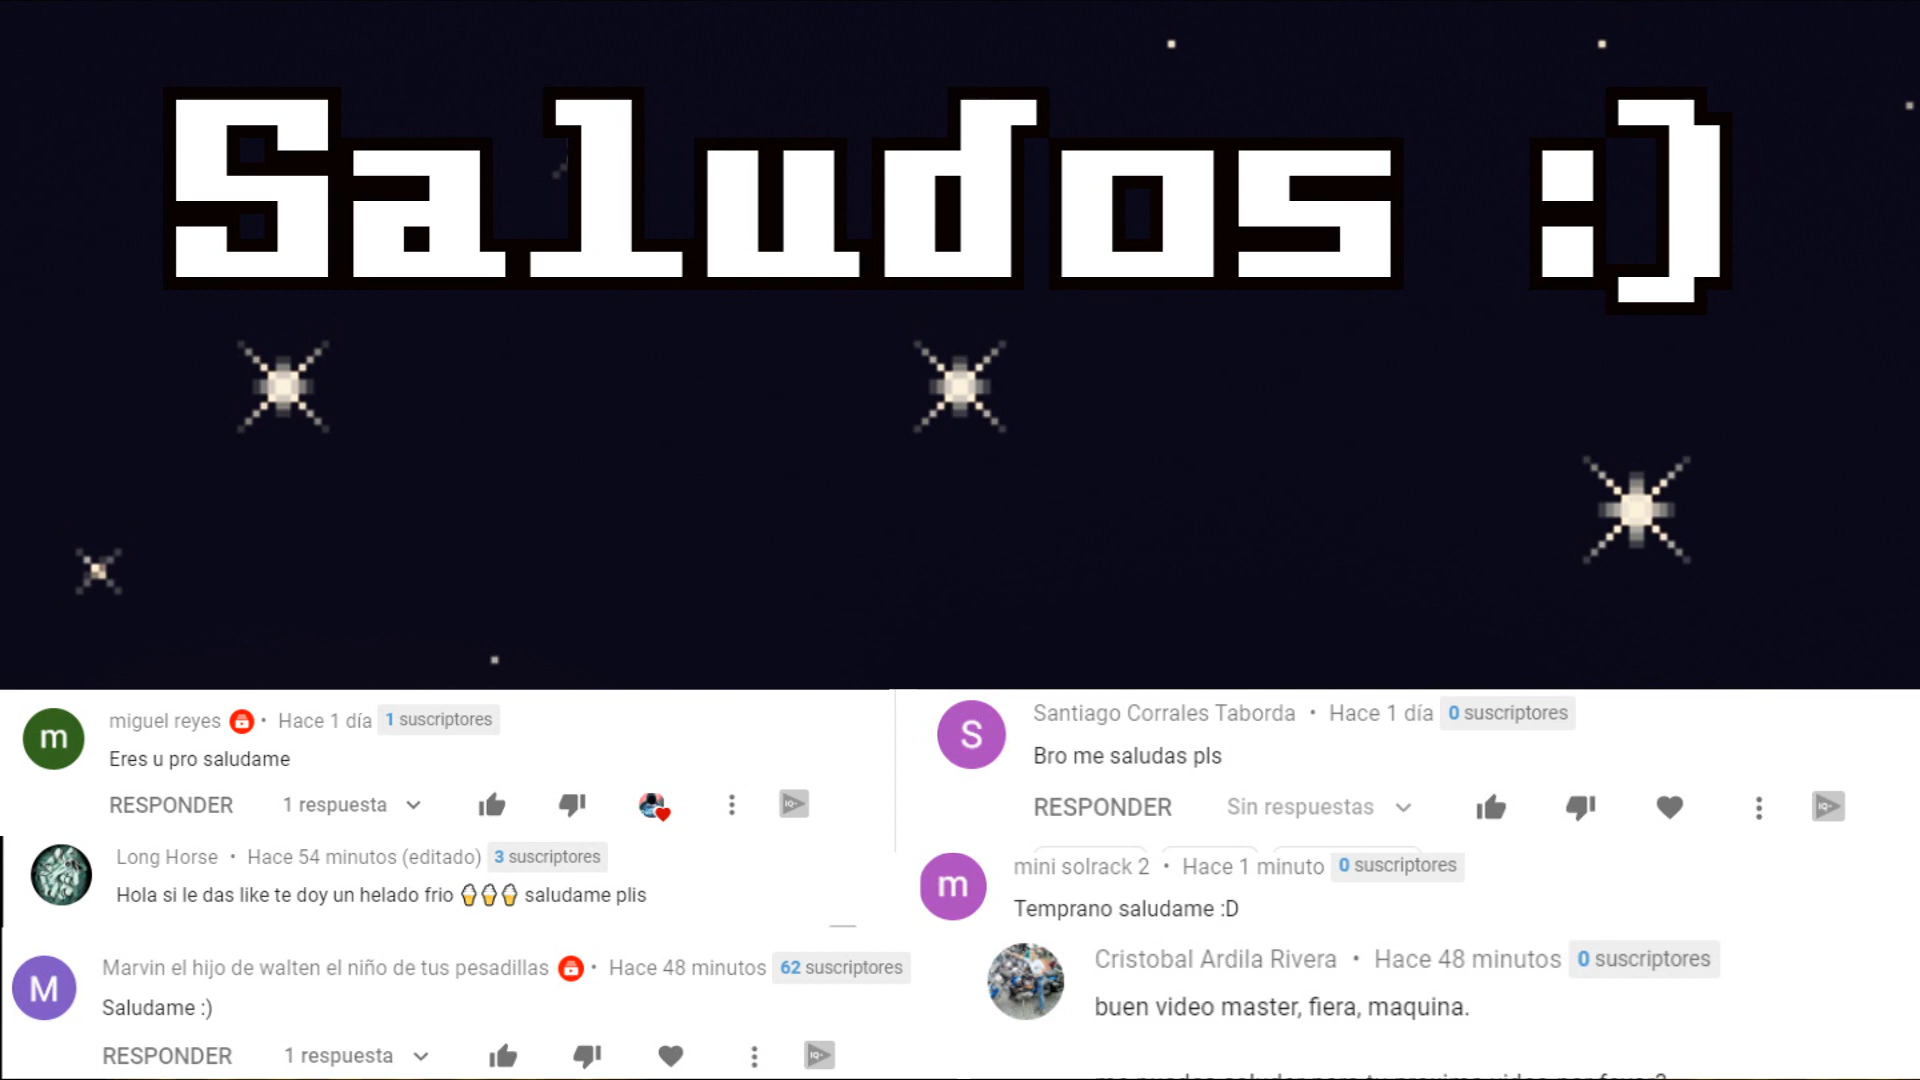 Saludos :)
miguel reyes · Hace 1 día 1 suscriptores
Eres u pro saludame
RESPONDER 1 respuesta
Long Horse · Hace 54 minutos (editado) 3 suscriptores
Hola si le das like te doy un helado frio 🍦🍦🍦 saludame plis
Marvin el hijo de walten el niño de tus pesadillas · Hace 48 minutos 62 suscriptores
Saludame :)
RESPONDER 1 respuesta
Santiago Corrales Taborda · Hace 1 día 0 suscriptores
Bro me saludas pls
RESPONDER Sin respuestas
mini solrack 2 · Hace 1 minuto 0 suscriptores
Temprano saludame :D
Cristobal Ardila Rivera · Hace 48 minutos 0 suscriptores
buen video master, fiera, maquina.